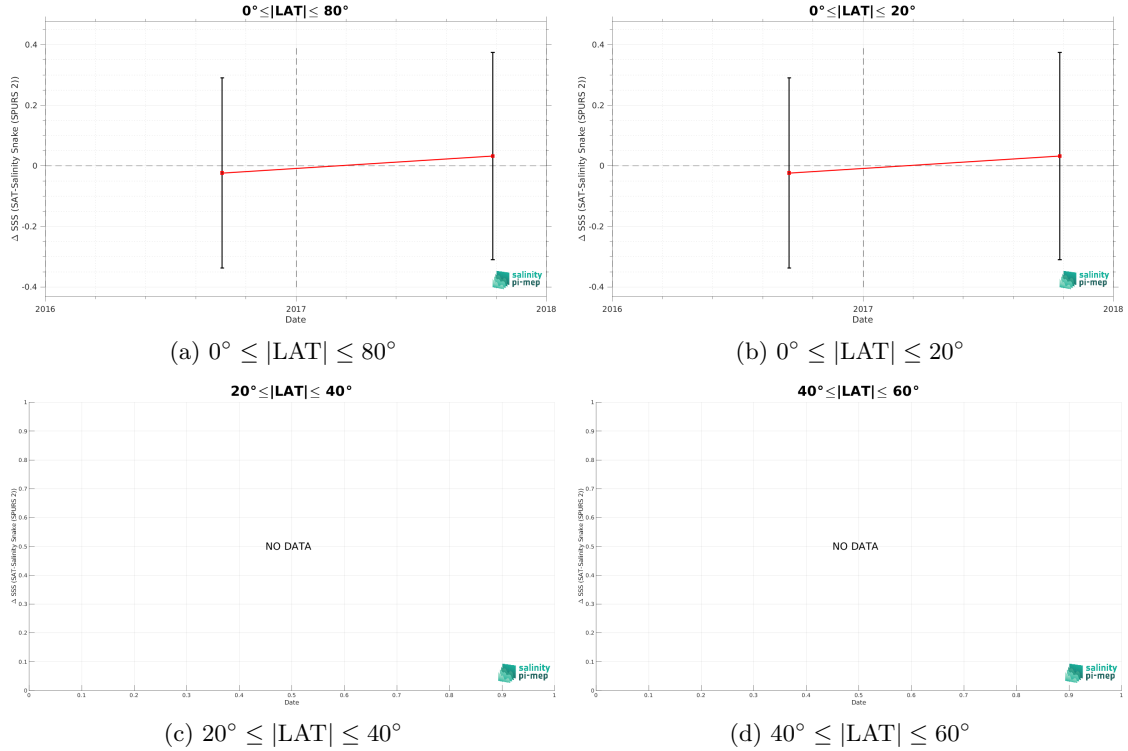 0°≤|LAT|≤ 80°
Δ SSS (SAT-Salinity Snake (SPURS 2))
0.4
0.2
0
-0.2
-0.4
2016
2017
2018
Date
salinity
pi-mep
(a) 0° ≤ |LAT| ≤ 80°
0°≤|LAT|≤ 20°
Δ SSS (SAT-Salinity Snake (SPURS 2))
0.4
0.2
0
-0.2
-0.4
2016
2017
2018
Date
salinity
pi-mep
(b) 0° ≤ |LAT| ≤ 20°
20°≤|LAT|≤ 40°
Δ SSS (SAT-Salinity Snake (SPURS 2))
1
0.9
0.8
0.7
0.6
0.5
0.4
0.3
0.2
0.1
0
NO DATA
0 0.1 0.2 0.3 0.4 0.5 0.6 0.7 0.8 0.9 1
Date
salinity
pi-mep
(c) 20° ≤ |LAT| ≤ 40°
40°≤|LAT|≤ 60°
Δ SSS (SAT-Salinity Snake (SPURS 2))
1
0.9
0.8
0.7
0.6
0.5
0.4
0.3
0.2
0.1
0
NO DATA
0 0.1 0.2 0.3 0.4 0.5 0.6 0.7 0.8 0.9 1
Date
salinity
pi-mep
(d) 40° ≤ |LAT| ≤ 60°